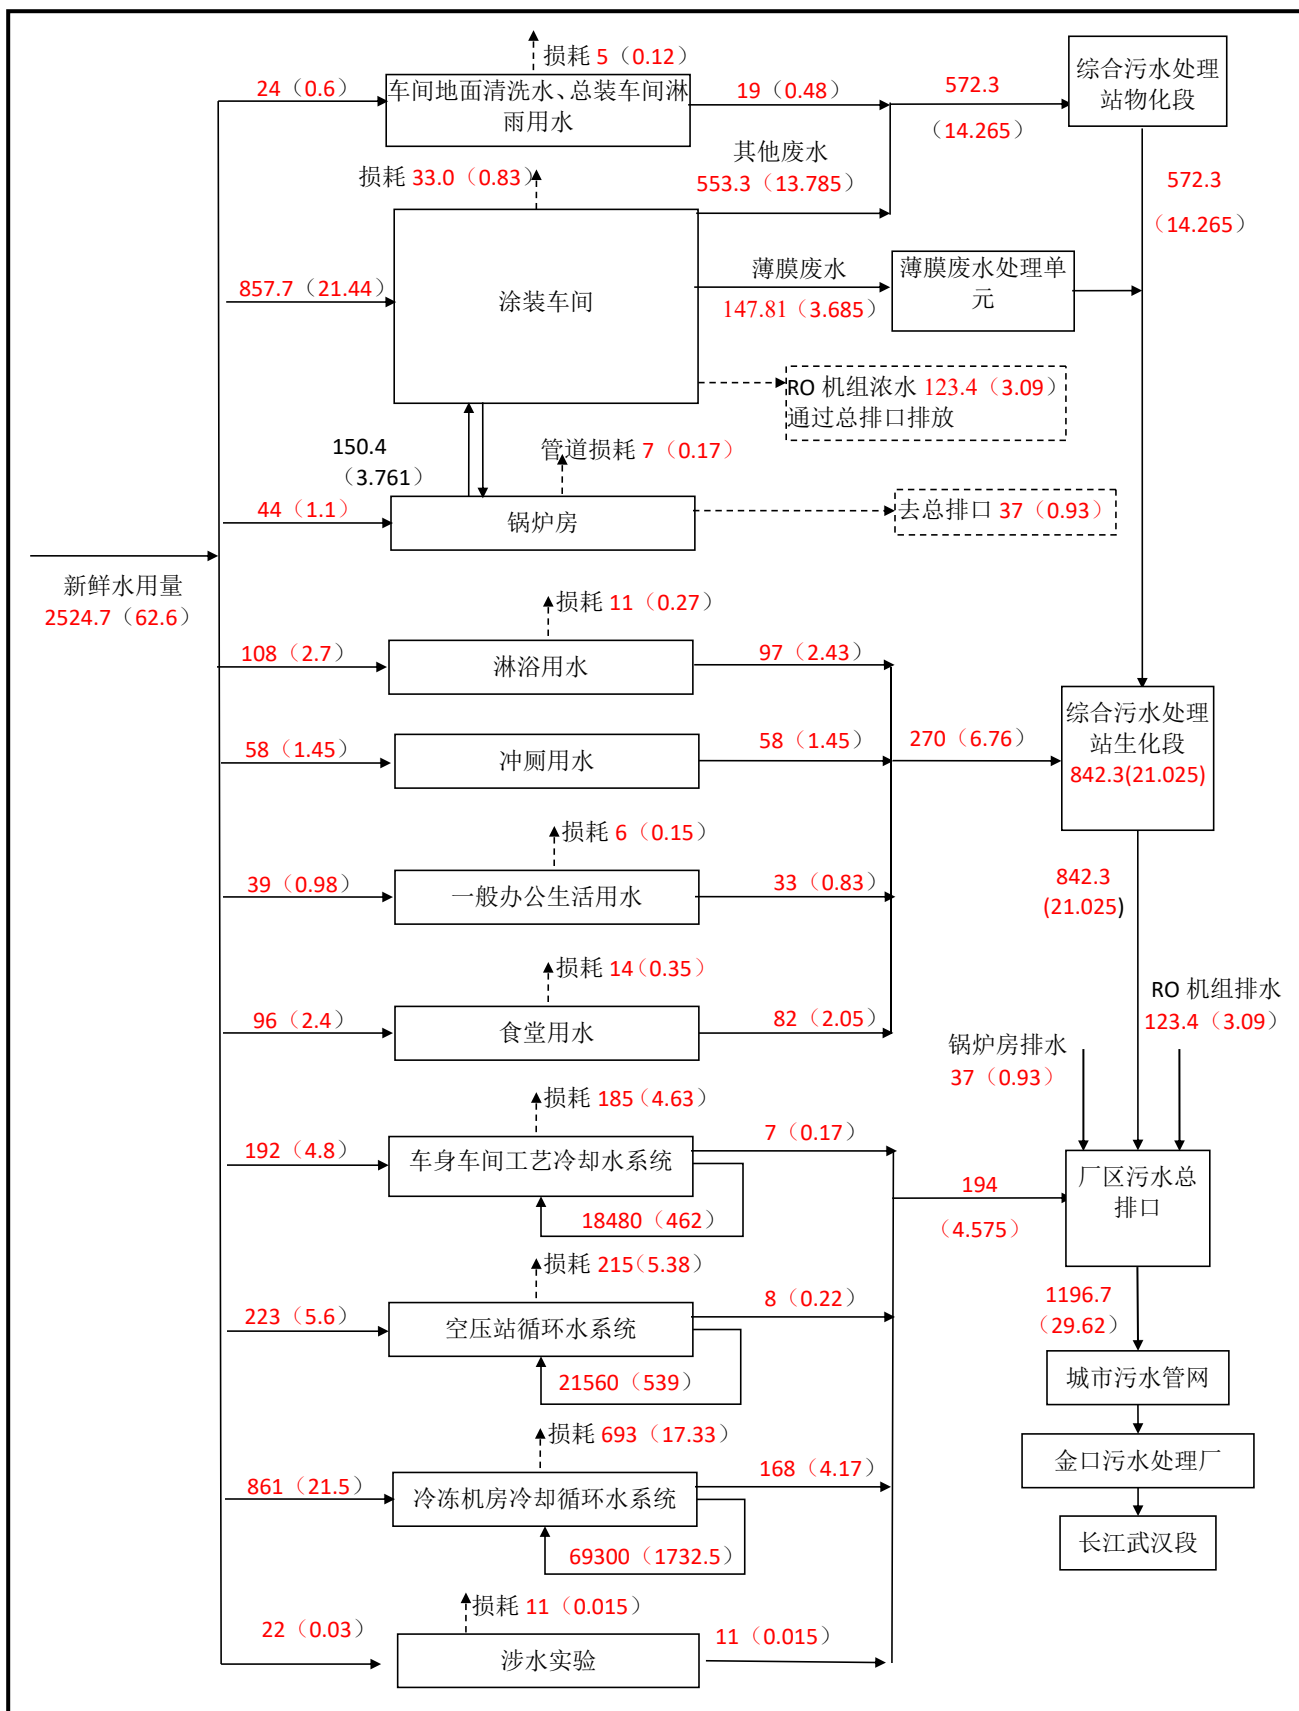 损耗 5（0.12）
24（0.6）
车间地面清洗水、总装车间淋
雨用水
19（0.48）
572.3
（14.265）
综合污水处理
站物化段
其他废水
553.3（13.785）
损耗 33.0（0.83）
572.3
（14.265）
857.7（21.44）
涂装车间
薄膜废水
147.81（3.685）
薄膜废水处理单
元
RO 机组浓水 123.4（3.09）
通过总排口排放
150.4
（3.761）
管道损耗 7（0.17）
44（1.1）
锅炉房
去总排口 37（0.93）
新鲜水用量
2524.7（62.6）
损耗 11（0.27）
108（2.7）
淋浴用水
97（2.43）
58（1.45）
冲厕用水
58（1.45）
270（6.76）
综合污水处理
站生化段
842.3(21.025)
损耗 6（0.15）
39（0.98）
一般办公生活用水
33（0.83）
842.3
(21.025)
损耗 14（0.35）
96（2.4）
食堂用水
82（2.05）
RO 机组排水
123.4（3.09）
锅炉房排水
37（0.93）
损耗 185（4.63）
192（4.8）
车身车间工艺冷却水系统
7（0.17）
18480（462）
194
（4.575）
厂区污水总
排口
损耗 215（5.38）
223（5.6）
空压站循环水系统
8（0.22）
21560（539）
1196.7
（29.62）
城市污水管网
损耗 693（17.33）
861（21.5）
冷冻机房冷却循环水系统
168（4.17）
69300（1732.5）
金口污水处理厂
长江武汉段
损耗 11（0.015）
22（0.03）
涉水实验
11（0.015）